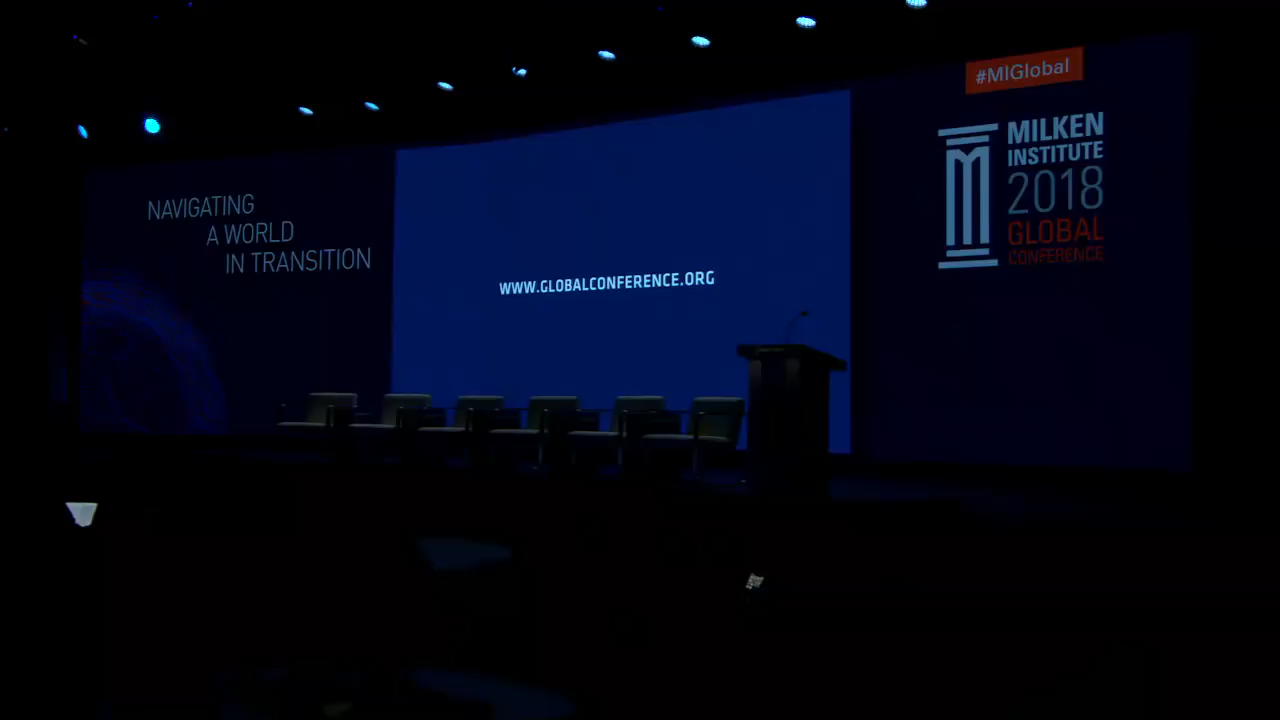 NAVIGATING
A WORLD
IN TRANSITION
WWW.GLOBALCONFERENCE.ORG
#MIGlobal
MILKEN
INSTITUTE
2018
GLOBAL
CONFERENCE